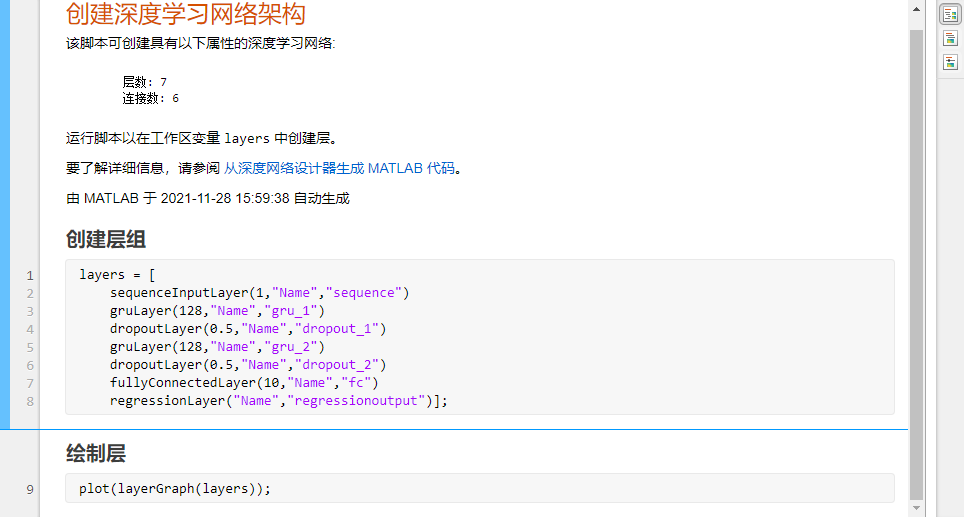 创建深度学习网络架构
该脚本可创建具有以下属性的深度学习网络:
层数: 7
连接数: 6
运行脚本以在工作区变量 layers 中创建层。
要了解详细信息，请参阅 从深度网络设计器生成 MATLAB 代码。
由 MATLAB 于 2021-11-28 15:59:38 自动生成
创建层组
1 layers = [
2 sequenceInputLayer(1,"Name","sequence")
3 gruLayer(128,"Name","gru_1")
4 dropoutLayer(0.5,"Name","dropout_1")
5 gruLayer(128,"Name","gru_2")
6 dropoutLayer(0.5,"Name","dropout_2")
7 fullyConnectedLayer(10,"Name","fc")
8 regressionLayer("Name","regressionoutput")];
绘制层
9 plot(layerGraph(layers));